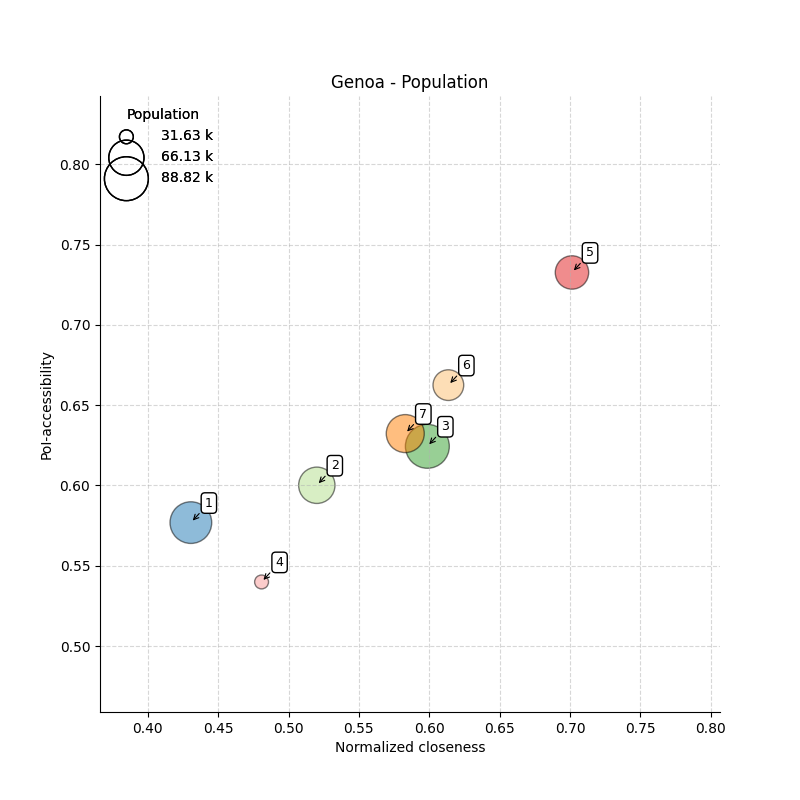 Genoa - Population
Population
31.63 k
66.13 k
88.82 k
0.80
0.75
0.70
0.65
0.60
0.55
0.50
PoI-accessibility
5
6
7
3
2
1
4
0.40 0.45 0.50 0.55 0.60 0.65 0.70 0.75 0.80
Normalized closeness